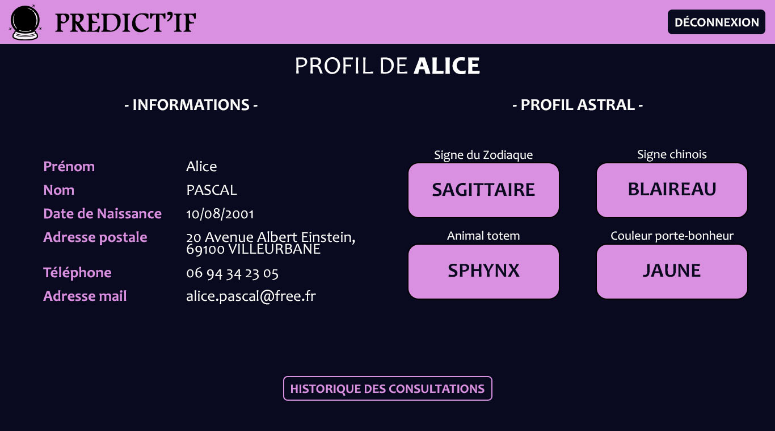 PREDICT'IF
DÉCONNEXION
PROFIL DE ALICE
- INFORMATIONS -
Prénom Alice
Nom PASCAL
Date de Naissance 10/08/2001
Adresse postale 20 Avenue Albert Einstein,
69100 VILLEURBANE
Téléphone 06 94 34 23 05
Adresse mail alice.pascal@free.fr
- PROFIL ASTRAL -
Signe du Zodiaque
SAGITTAIRE
Signe chinois
BLAIREAU
Animal totem
SPHYNX
Couleur porte-bonheur
JAUNE
HISTORIQUE DES CONSULTATIONS